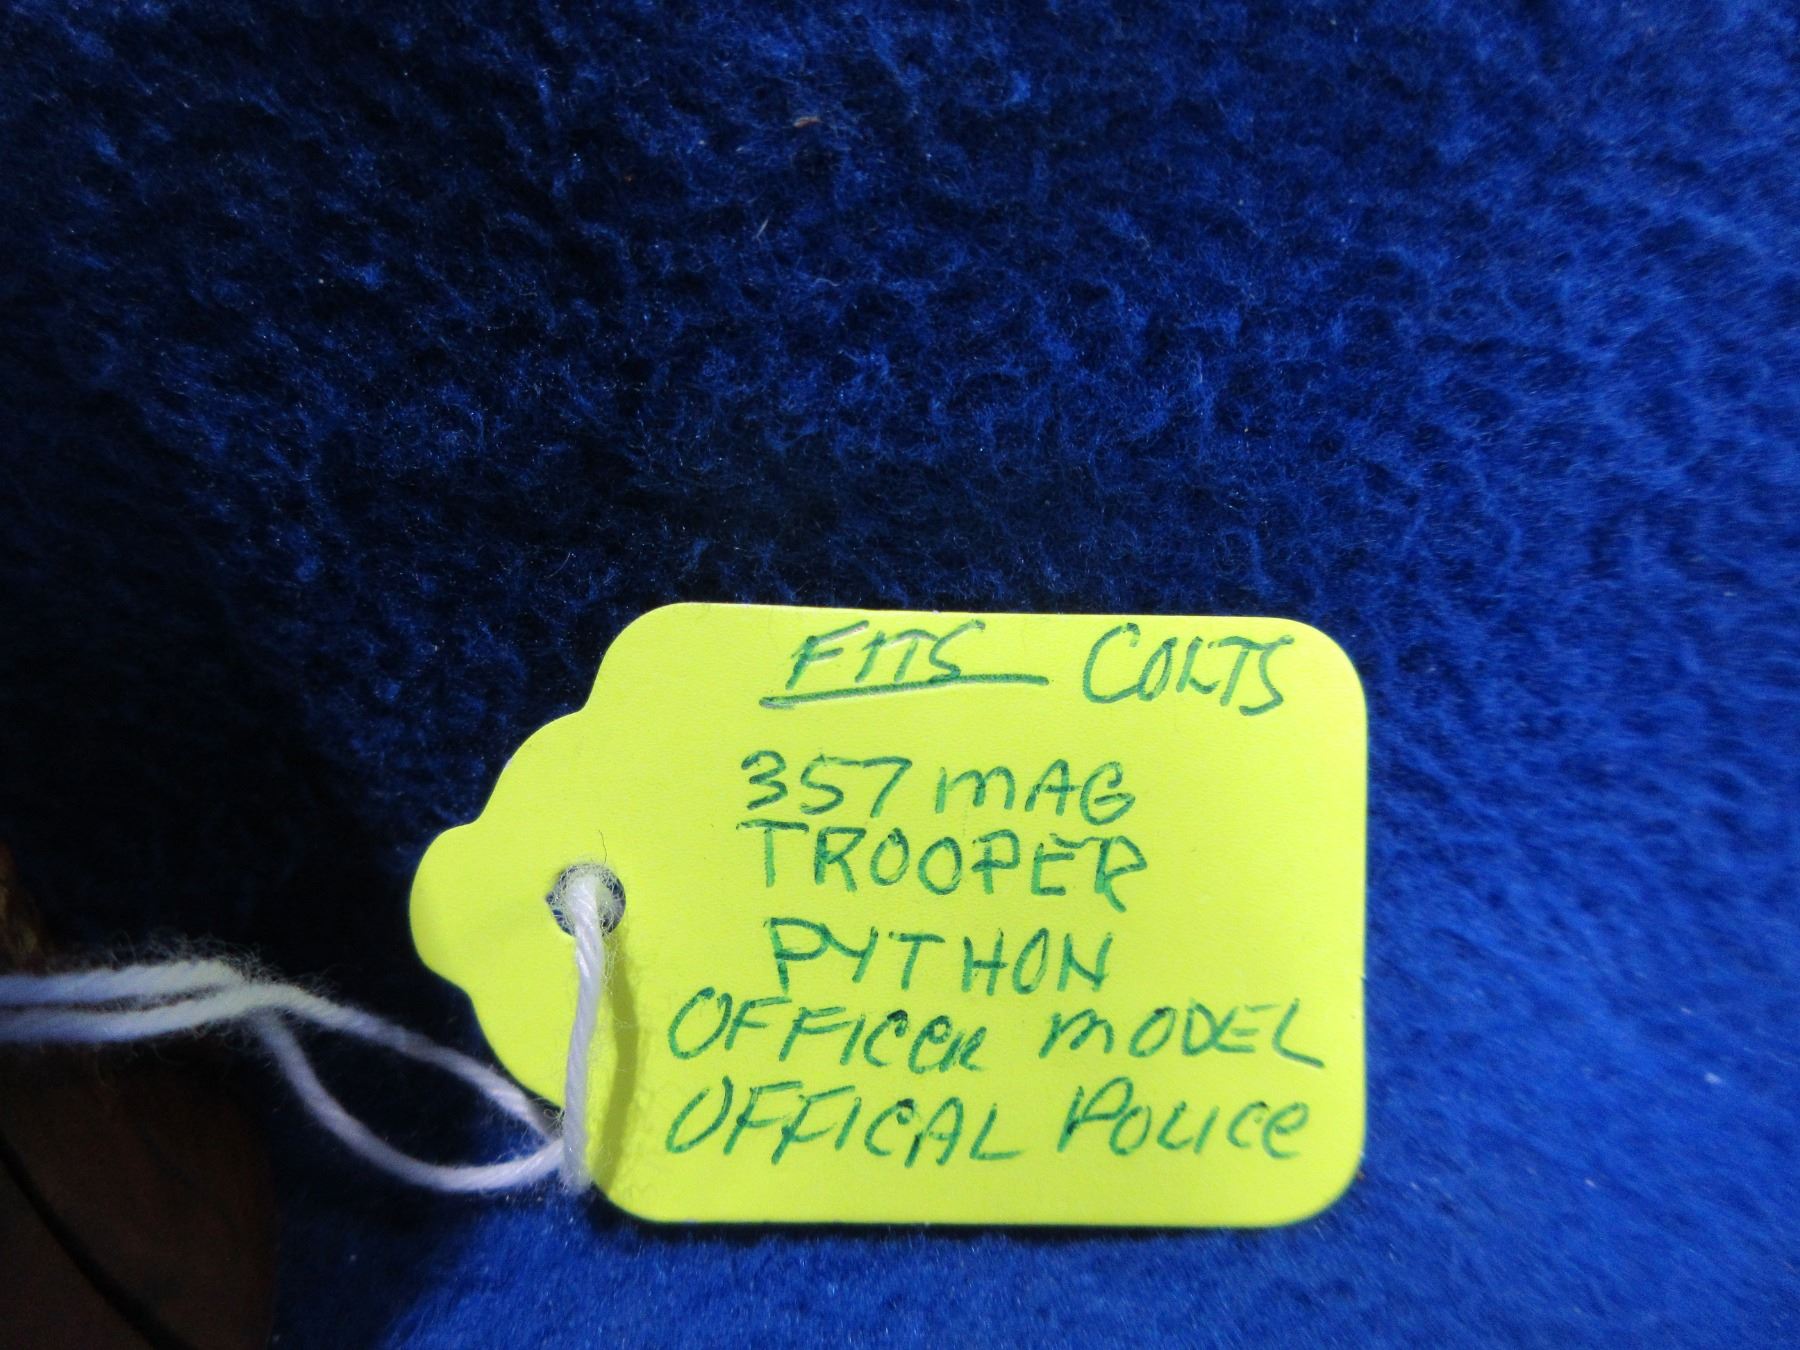 FITS COLTS
357 MAG
TROOPER
PYTHON
OFFICER MODEL
OFFICAL POLICE